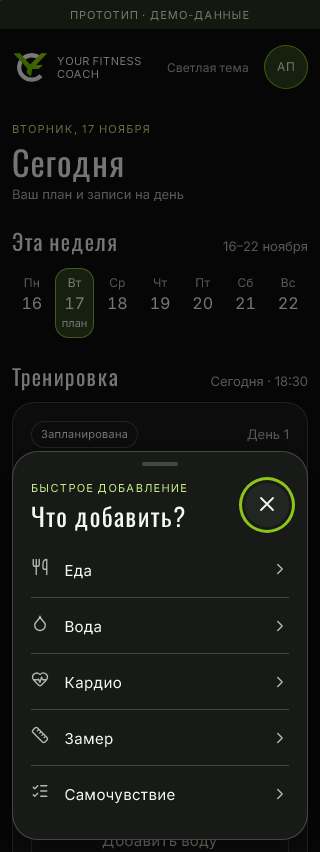 ПРОТОТИП · ДЕМО-ДАННЫЕ
YOUR FITNESS
COACH
Светлая тема
АП
ВТОРНИК, 17 НОЯБРЯ
Сегодня
Ваш план и записи на день
Эта неделя
16–22 ноября
Пн Вт Ср Чт Пт Сб Вс
16 17 18 19 20 21 22
план
Тренировка
Сегодня · 18:30
Запланирована
День 1
БЫСТРОЕ ДОБАВЛЕНИЕ
Что добавить?
Еда
Вода
Кардио
Замер
Самочувствие
Добавить воду